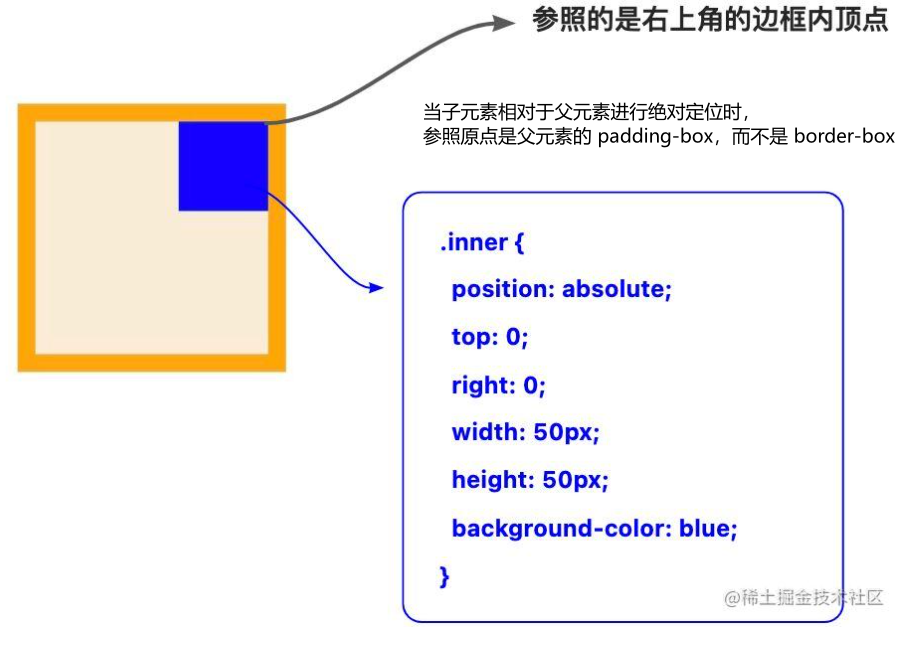 参照的是右上角的边框内顶点
当子元素相对于父元素进行绝对定位时，
参照原点是父元素的 padding-box，而不是 border-box
.inner {
position: absolute;
top: 0;
right: 0;
width: 50px;
height: 50px;
background-color: blue;
}
@稀土掘金技术社区